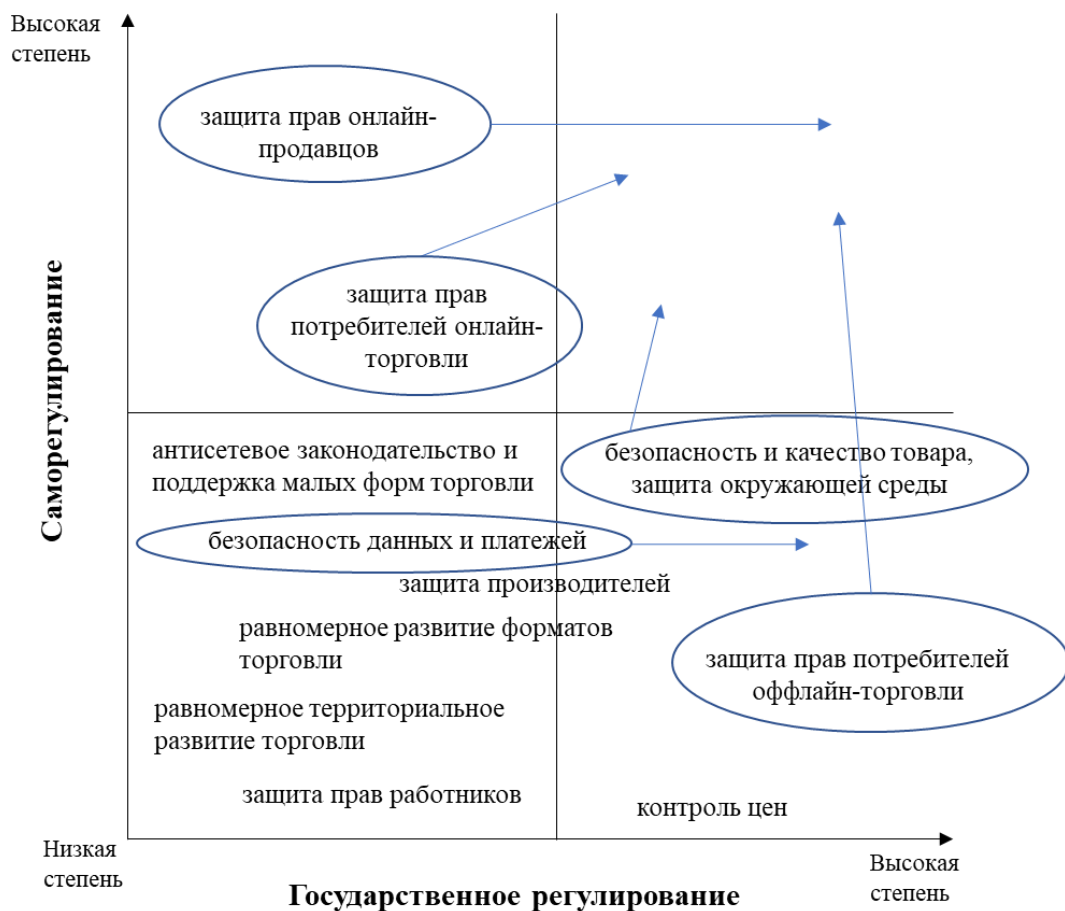 Высокая
степень
защита прав онлайн-
продавцов
защита прав
потребителей онлайн-
торговли
Саморегулирование
антисетевое законодательство и
поддержка малых форм торговли
безопасность и качество товара,
защита окружающей среды
безопасность данных и платежей
защита производителей
равномерное развитие форматов
торговли
защита прав потребителей
оффлайн-торговли
равномерное территориальное
развитие торговли
защита прав работников
контроль цен
Низкая
степень
Высокая
степень
Государственное регулирование